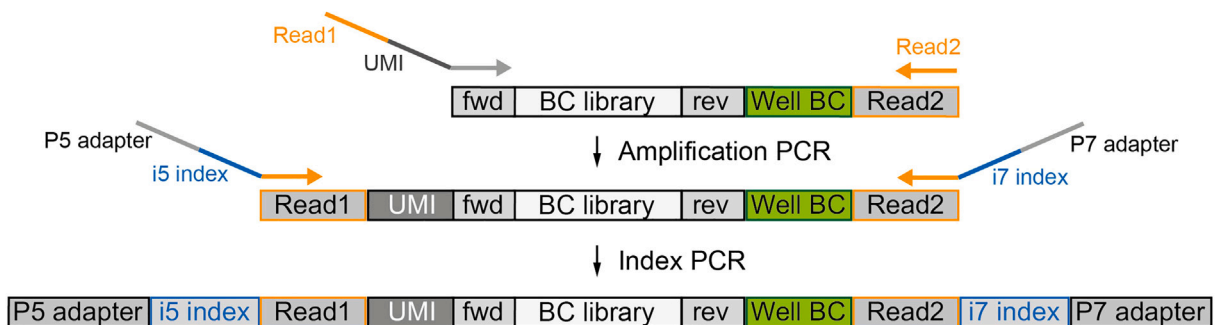 Read1
UMI
Read2
fwd BC library rev Well BC Read2
P5 adapter
i5 index
Amplification PCR
P7 adapter
i7 index
Read1 UMI fwd BC library rev Well BC Read2
Index PCR
P5 adapter i5 index Read1 UMI fwd BC library rev Well BC Read2 i7 index P7 adapter